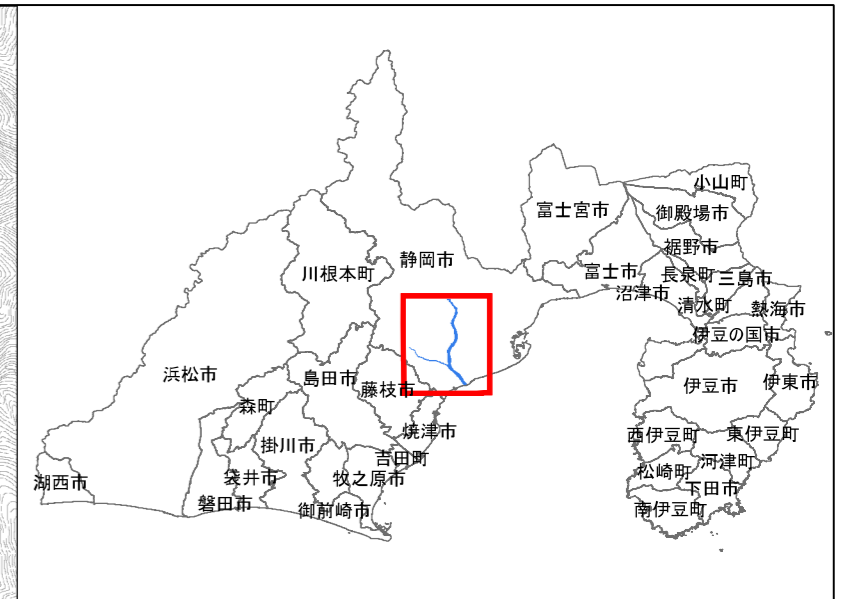 小山町
富士宮市
御殿場市
裾野市
静岡市
富士市
長泉町
三島市
川根本町
沼津市
清水町
熱海市
伊豆の国市
浜松市
島田市
藤枝市
伊豆市
伊東市
森町
焼津市
西伊豆町
東伊豆町
掛川市
吉田町
河津町
湖西市
袋井市
牧之原市
松崎町
下田市
磐田市
御前崎市
南伊豆町